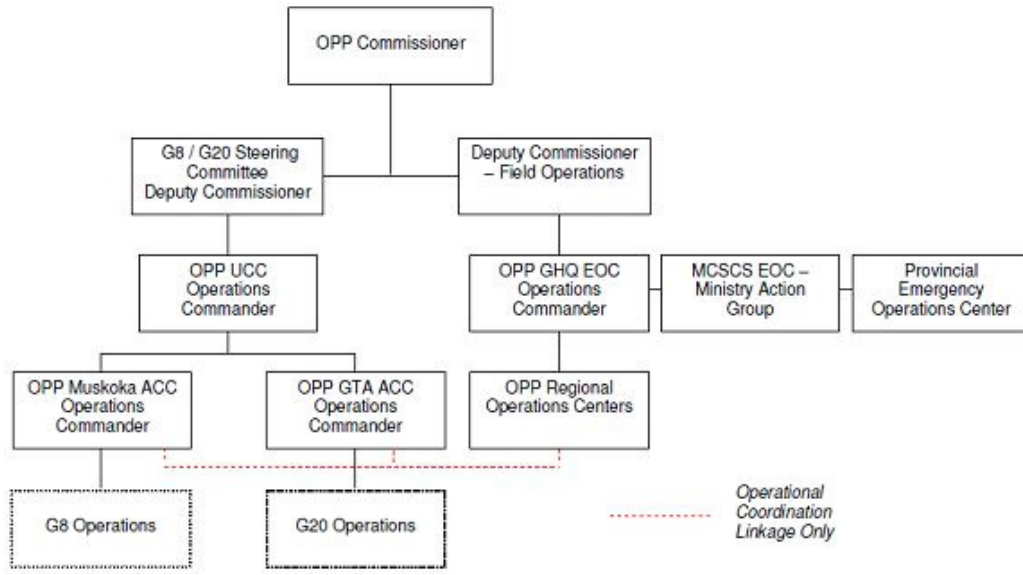 OPP Commissioner
G8 / G20 Steering
Committee
Deputy Commissioner
Deputy Commissioner
– Field Operations
OPP UCC
Operations
Commander
OPP GHQ EOC
Operations
Commander
MCSCS EOC –
Ministry Action
Group
Provincial
Emergency
Operations Center
OPP Muskoka ACC
Operations
Commander
OPP GTA ACC
Operations
Commander
OPP Regional
Operations Centers
G8 Operations
G20 Operations
Operational
Coordination
Linkage Only